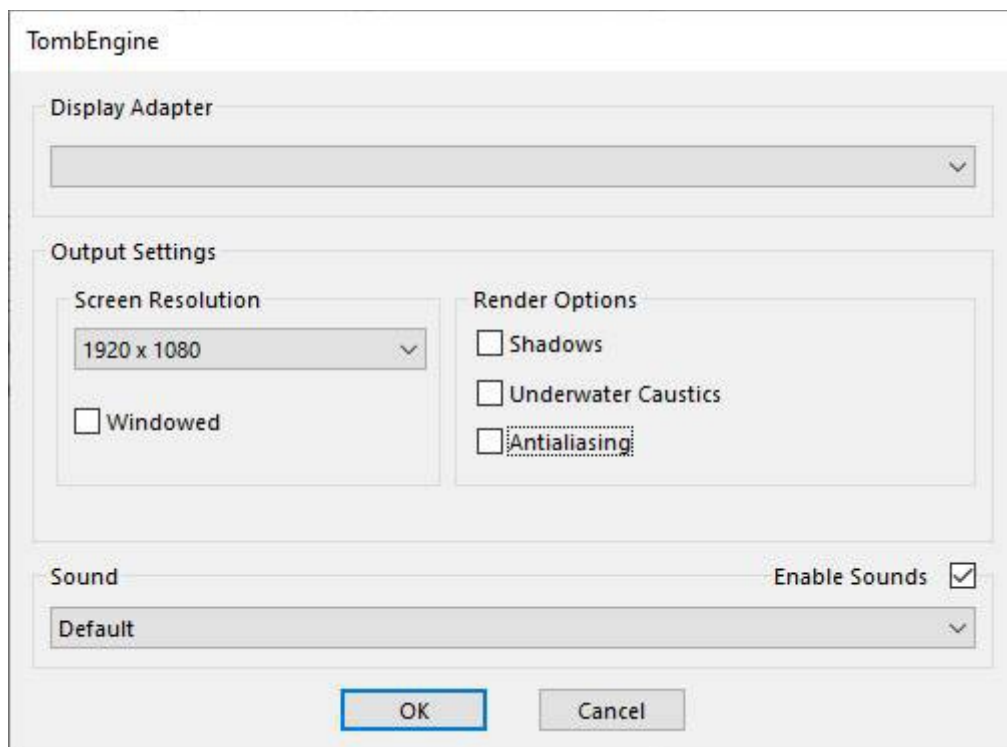 TombEngine
Display Adapter
Output Settings
Screen Resolution
1920 x 1080
Windowed
Render Options
Shadows
Underwater Caustics
Antialiasing
Sound
Enable Sounds
Default
OK
Cancel